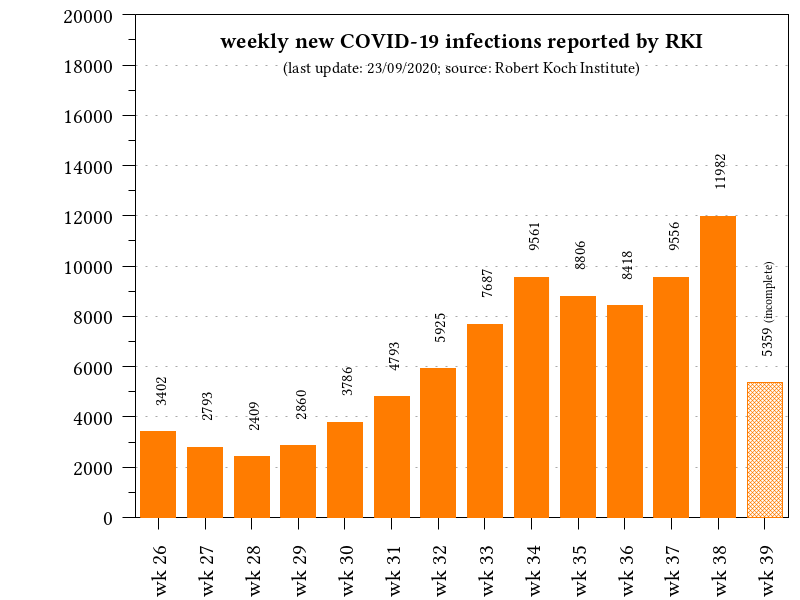 weekly new COVID-19 infections reported by RKI
(last update: 23/09/2020; source: Robert Koch Institute)
20000
18000
16000
14000
12000
10000
8000
6000
4000
2000
0
3402
2793
2409
2860
3786
4793
5925
7687
9561
8806
8418
9556
11982
5359 (incomplete)
wk 26
wk 27
wk 28
wk 29
wk 30
wk 31
wk 32
wk 33
wk 34
wk 35
wk 36
wk 37
wk 38
wk 39